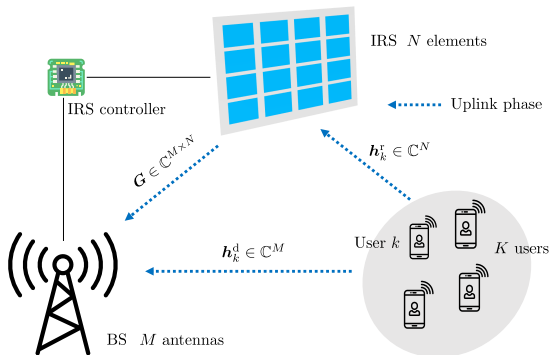 IRS N elements
IRS controller
Uplink phase
G ∈ ℂ^{M×N}
h_k^r ∈ ℂ^N
User k
K users
h_k^d ∈ ℂ^M
BS M antennas